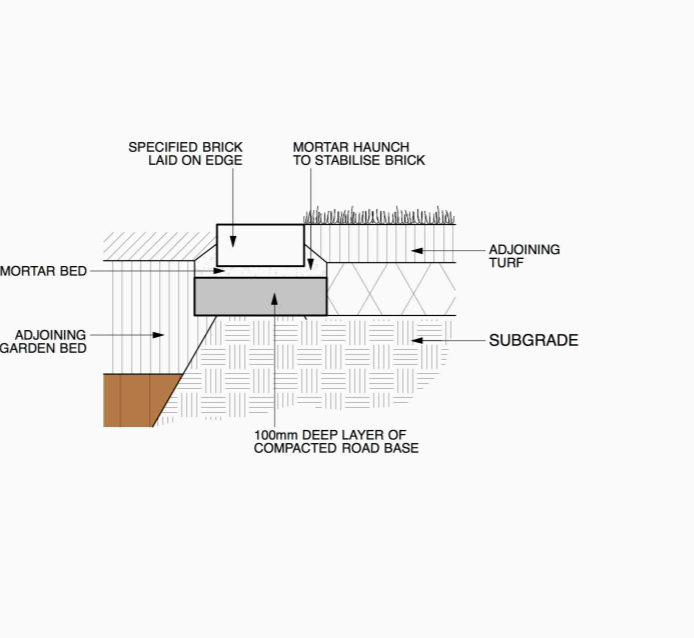 SPECIFIED BRICK
LAID ON EDGE
MORTAR HAUNCH
TO STABILISE BRICK
ADJOINING
TURF
MORTAR BED
ADJOINING
GARDEN BED
SUBGRADE
100mm DEEP LAYER OF
COMPACTED ROAD BASE